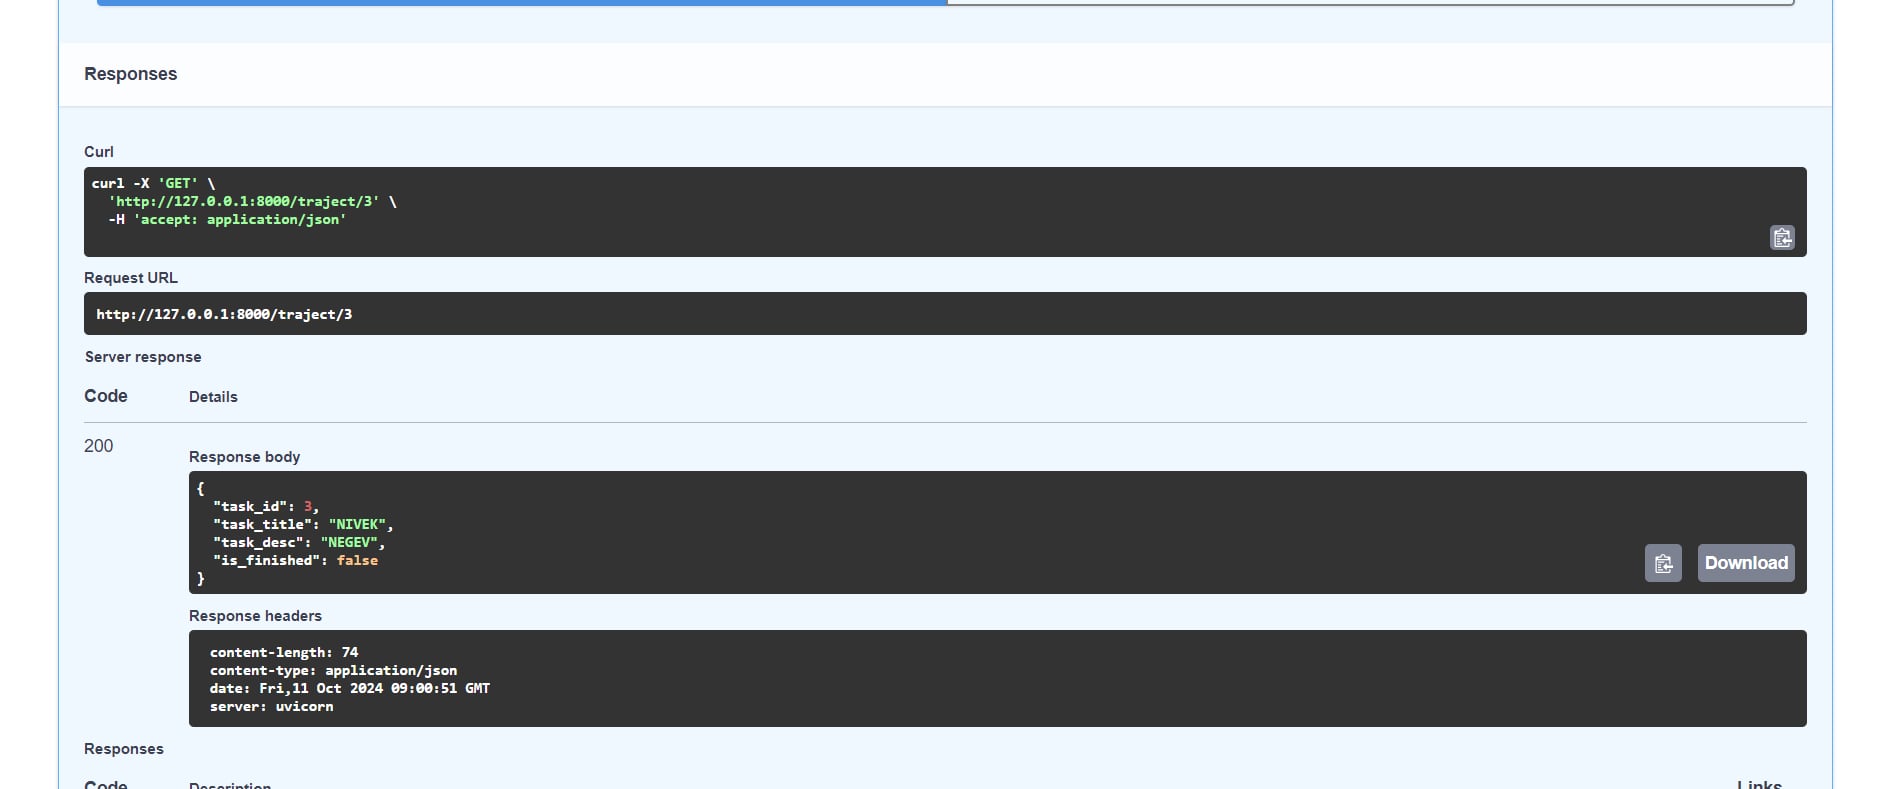 Responses
Curl
curl -X 'GET' \
'http://127.0.0.1:8000/traject/3' \
-H 'accept: application/json'
Request URL
http://127.0.0.1:8000/traject/3
Server response
Code Details
200
Response body
{
"task_id": 3,
"task_title": "NIVEK",
"task_desc": "NEGEV",
"is_finished": false
}
Download
Response headers
content-length: 74
content-type: application/json
date: Fri,11 Oct 2024 09:00:51 GMT
server: uvicorn
Responses
Code Description Links